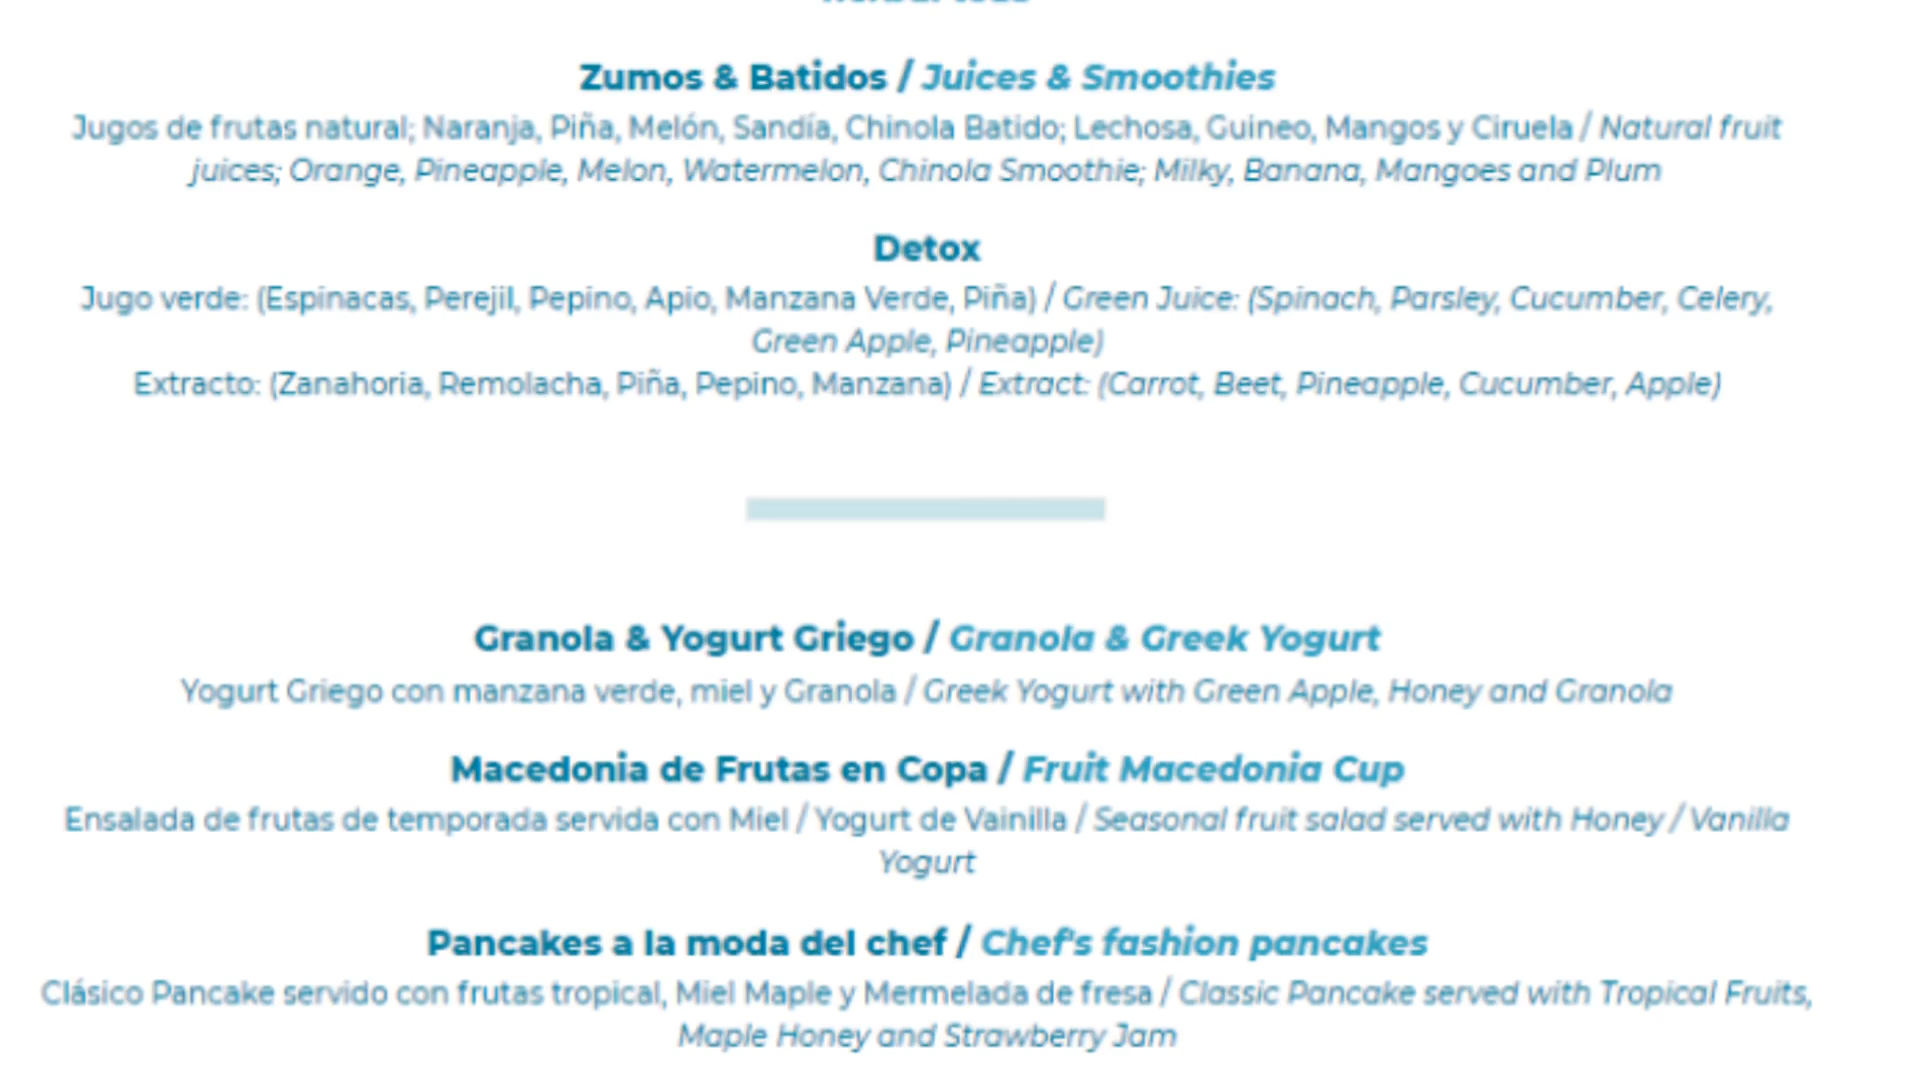 Zumos & Batidos / Juices & Smoothies
Jugos de frutas natural; Naranja, Piña, Melón, Sandía, Chinola Batido; Lechosa, Guineo, Mangos y Ciruela / Natural fruit
juices; Orange, Pineapple, Melon, Watermelon, Chinola Smoothie; Milky, Banana, Mangoes and Plum
Detox
Jugo verde: (Espinacas, Perejil, Pepino, Apio, Manzana Verde, Piña) / Green Juice: (Spinach, Parsley, Cucumber, Celery,
Green Apple, Pineapple)
Extracto: (Zanahoria, Remolacha, Piña, Pepino, Manzana) / Extract: (Carrot, Beet, Pineapple, Cucumber, Apple)
Granola & Yogurt Griego / Granola & Greek Yogurt
Yogurt Griego con manzana verde, miel y Granola / Greek Yogurt with Green Apple, Honey and Granola
Macedonia de Frutas en Copa / Fruit Macedonia Cup
Ensalada de frutas de temporada servida con Miel / Yogurt de Vainilla / Seasonal fruit salad served with Honey / Vanilla
Yogurt
Pancakes a la moda del chef / Chef's fashion pancakes
Clásico Pancake servido con frutas tropical, Miel Maple y Mermelada de fresa / Classic Pancake served with Tropical Fruits,
Maple Honey and Strawberry Jam